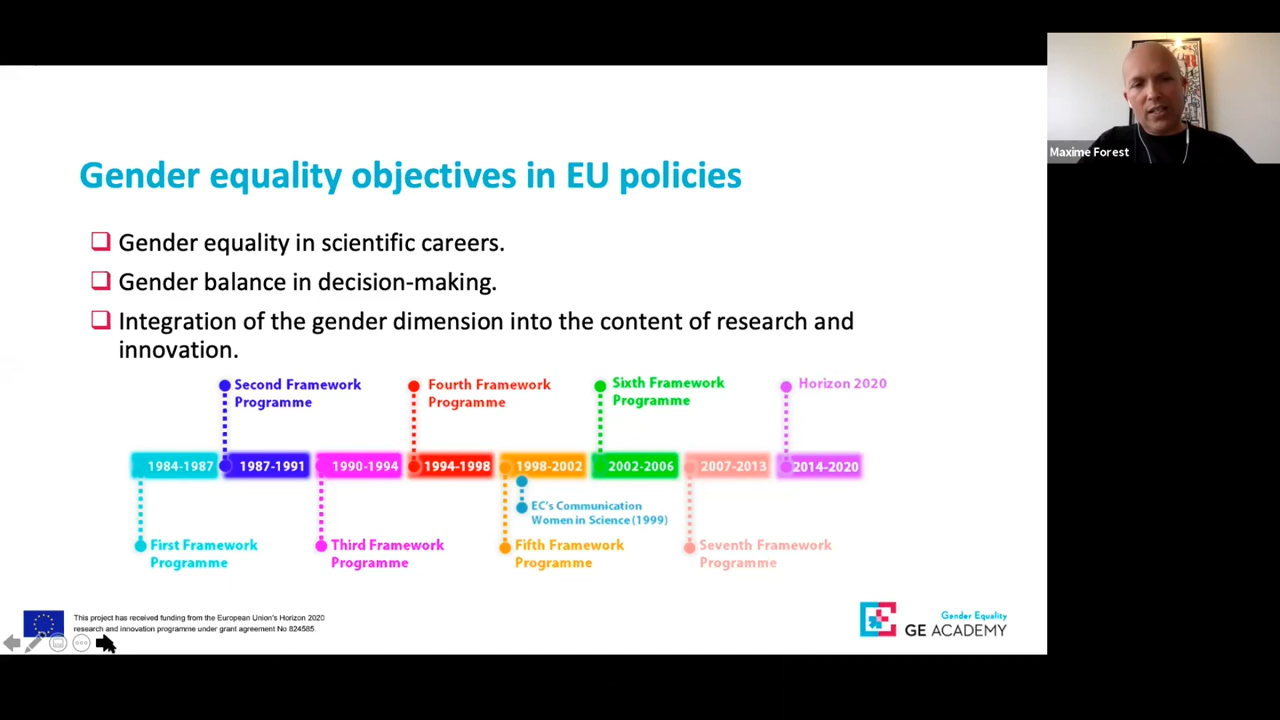 Maxime Forest
Gender equality objectives in EU policies
Gender equality in scientific careers.
Gender balance in decision-making.
Integration of the gender dimension into the content of research and
innovation.
Second Framework
Programme
Fourth Framework
Programme
Sixth Framework
Programme
Horizon 2020
1984-1987
1987-1991
1990-1994
1994-1998
1998-2002
2002-2006
2007-2013
2014-2020
EC's Communication
Women in Science (1999)
First Framework
Programme
Third Framework
Programme
Fifth Framework
Programme
Seventh Framework
Programme
This project has received funding from the European Union's Horizon 2020
research and innovation programme under grant agreement No 824585.
Gender Equality
GE ACADEMY